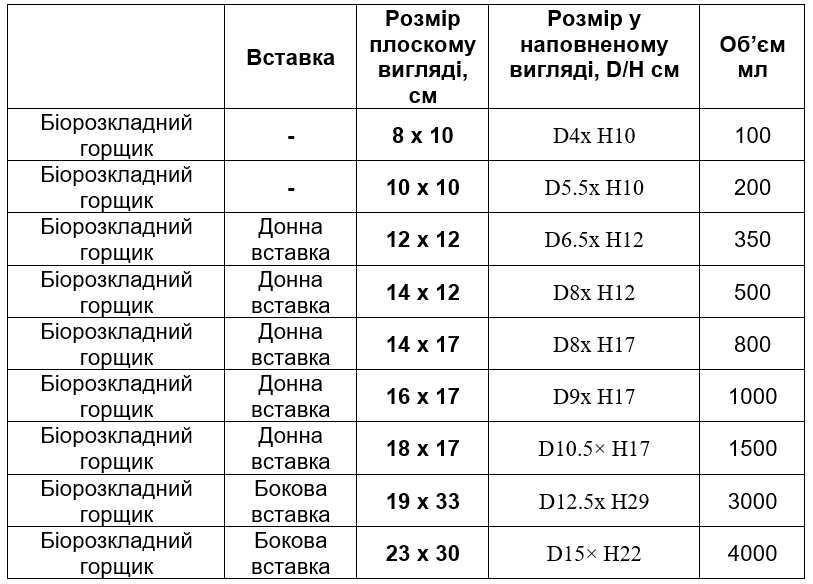 Вставка
Розмір
плоскому
вигляді,
см
Розмір у
наповненому
вигляді, D/H см
Об’єм
мл
Біорозкладний
горщик
-
8 x 10
D4x H10
100
Біорозкладний
горщик
-
10 x 10
D5.5x H10
200
Біорозкладний
горщик
Донна
вставка
12 x 12
D6.5x H12
350
Біорозкладний
горщик
Донна
вставка
14 x 12
D8x H12
500
Біорозкладний
горщик
Донна
вставка
14 x 17
D8x H17
800
Біорозкладний
горщик
Донна
вставка
16 x 17
D9x H17
1000
Біорозкладний
горщик
Донна
вставка
18 x 17
D10.5× H17
1500
Біорозкладний
горщик
Бокова
вставка
19 x 33
D12.5x H29
3000
Біорозкладний
горщик
Бокова
вставка
23 x 30
D15× H22
4000